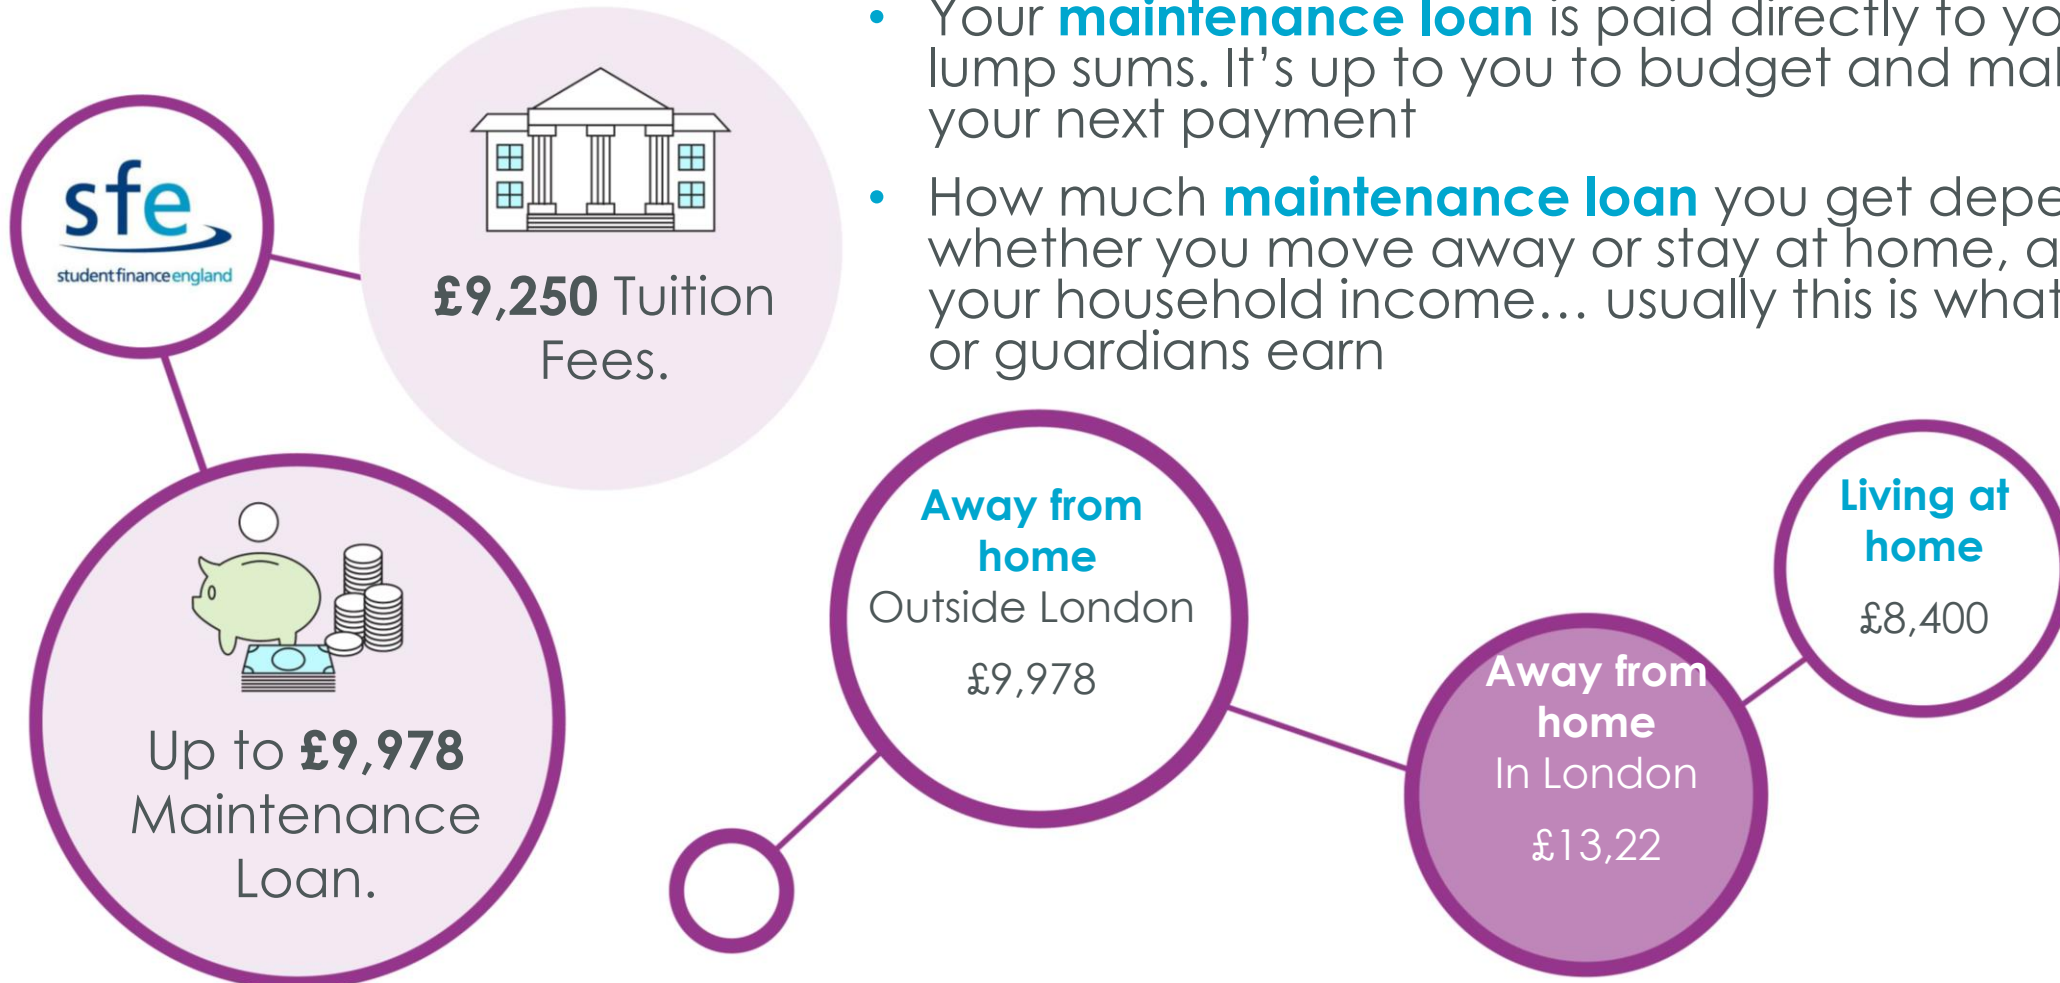 • Your maintenance loan is paid directly to yo
lump sums. It’s up to you to budget and mal
your next payment
• How much maintenance loan you get depe
whether you move away or stay at home, a
your household income… usually this is what
or guardians earn
sfe
student finance england
£9,250 Tuition
Fees.
Up to £9,978
Maintenance
Loan.
Away from
home
Outside London
£9,978
Away from
home
In London
£13,22
Living at
home
£8,400